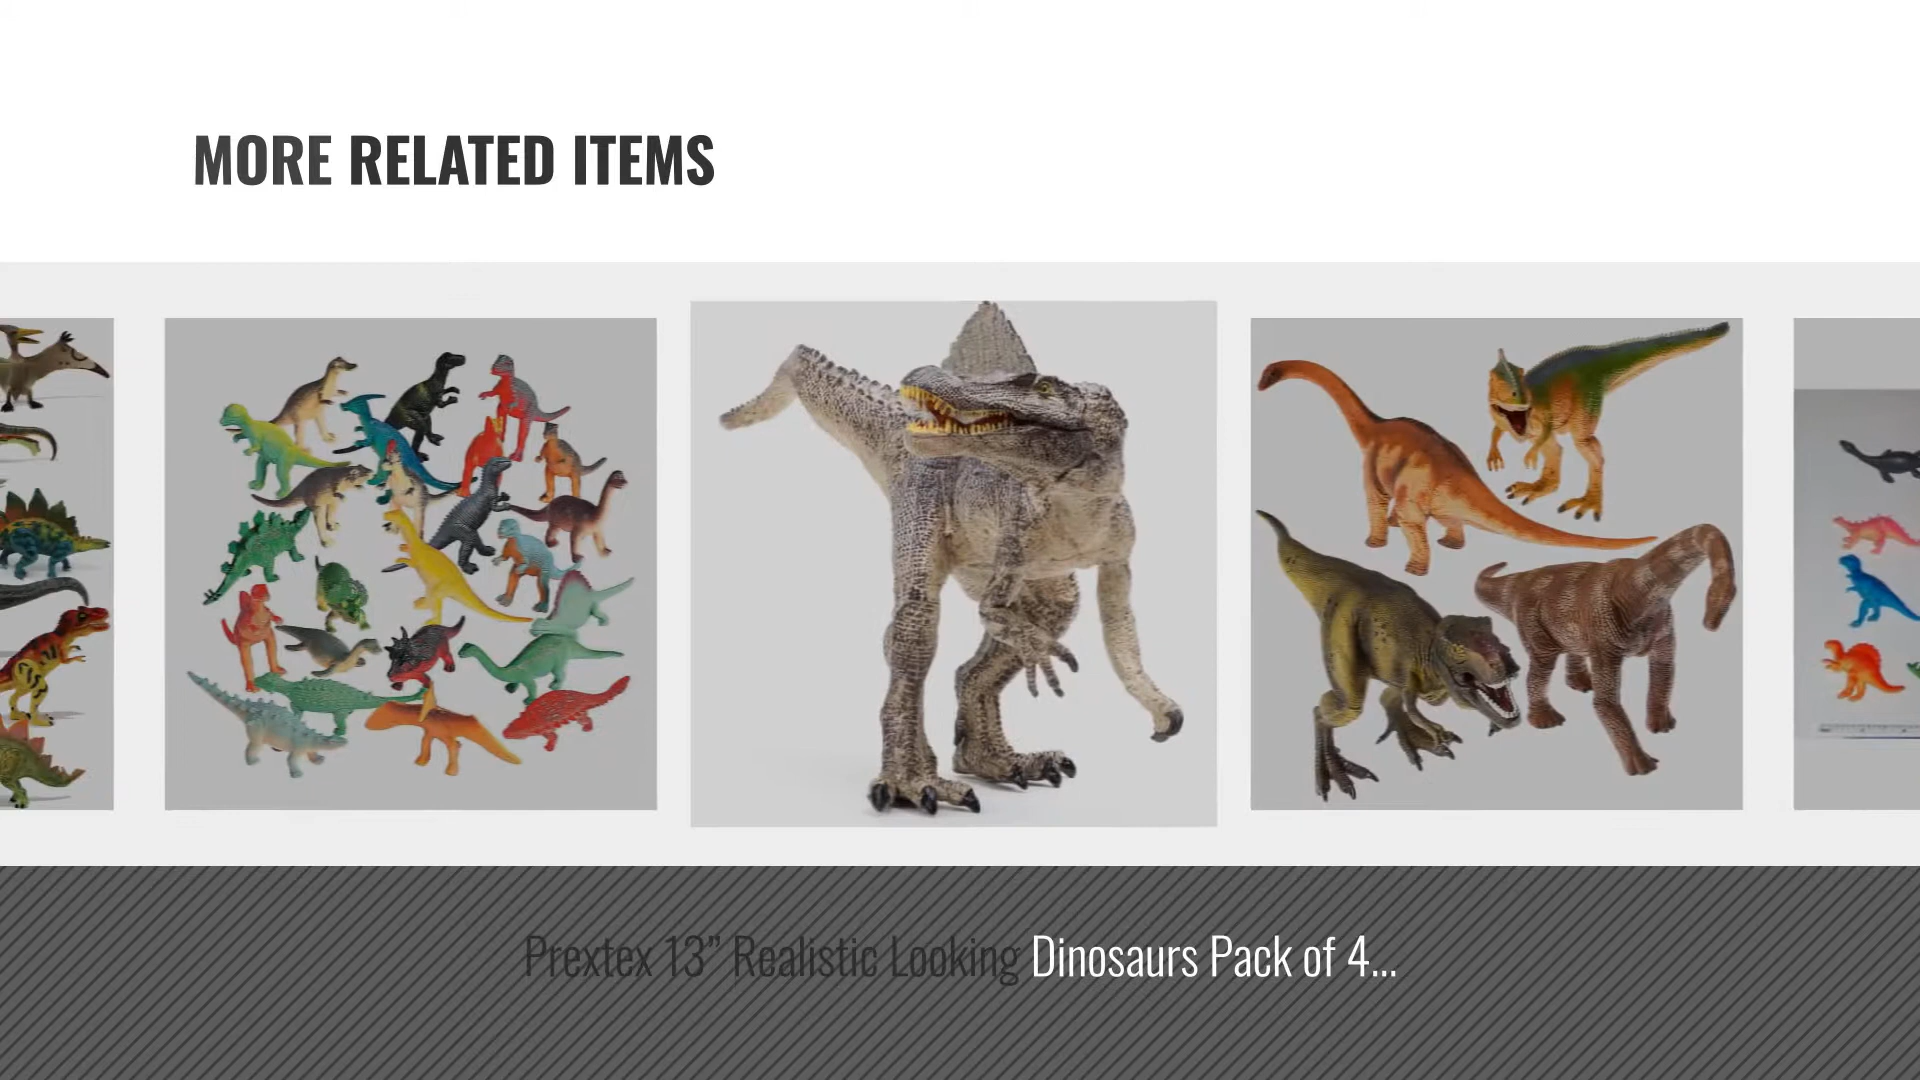 MORE RELATED ITEMS
Prextex 13” Realistic Looking Dinosaurs Pack of 4...